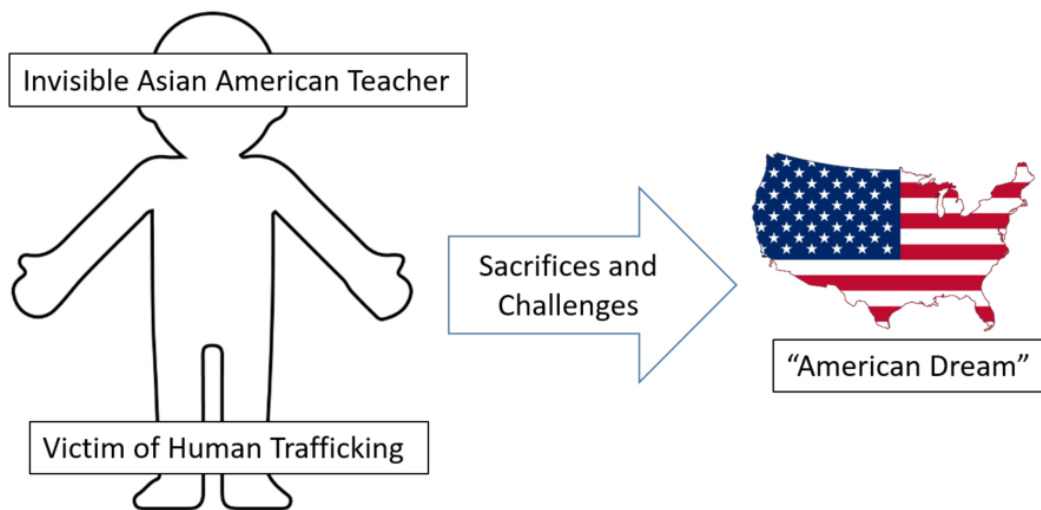 Invisible Asian American Teacher
Sacrifices and
Challenges
“American Dream”
Victim of Human Trafficking